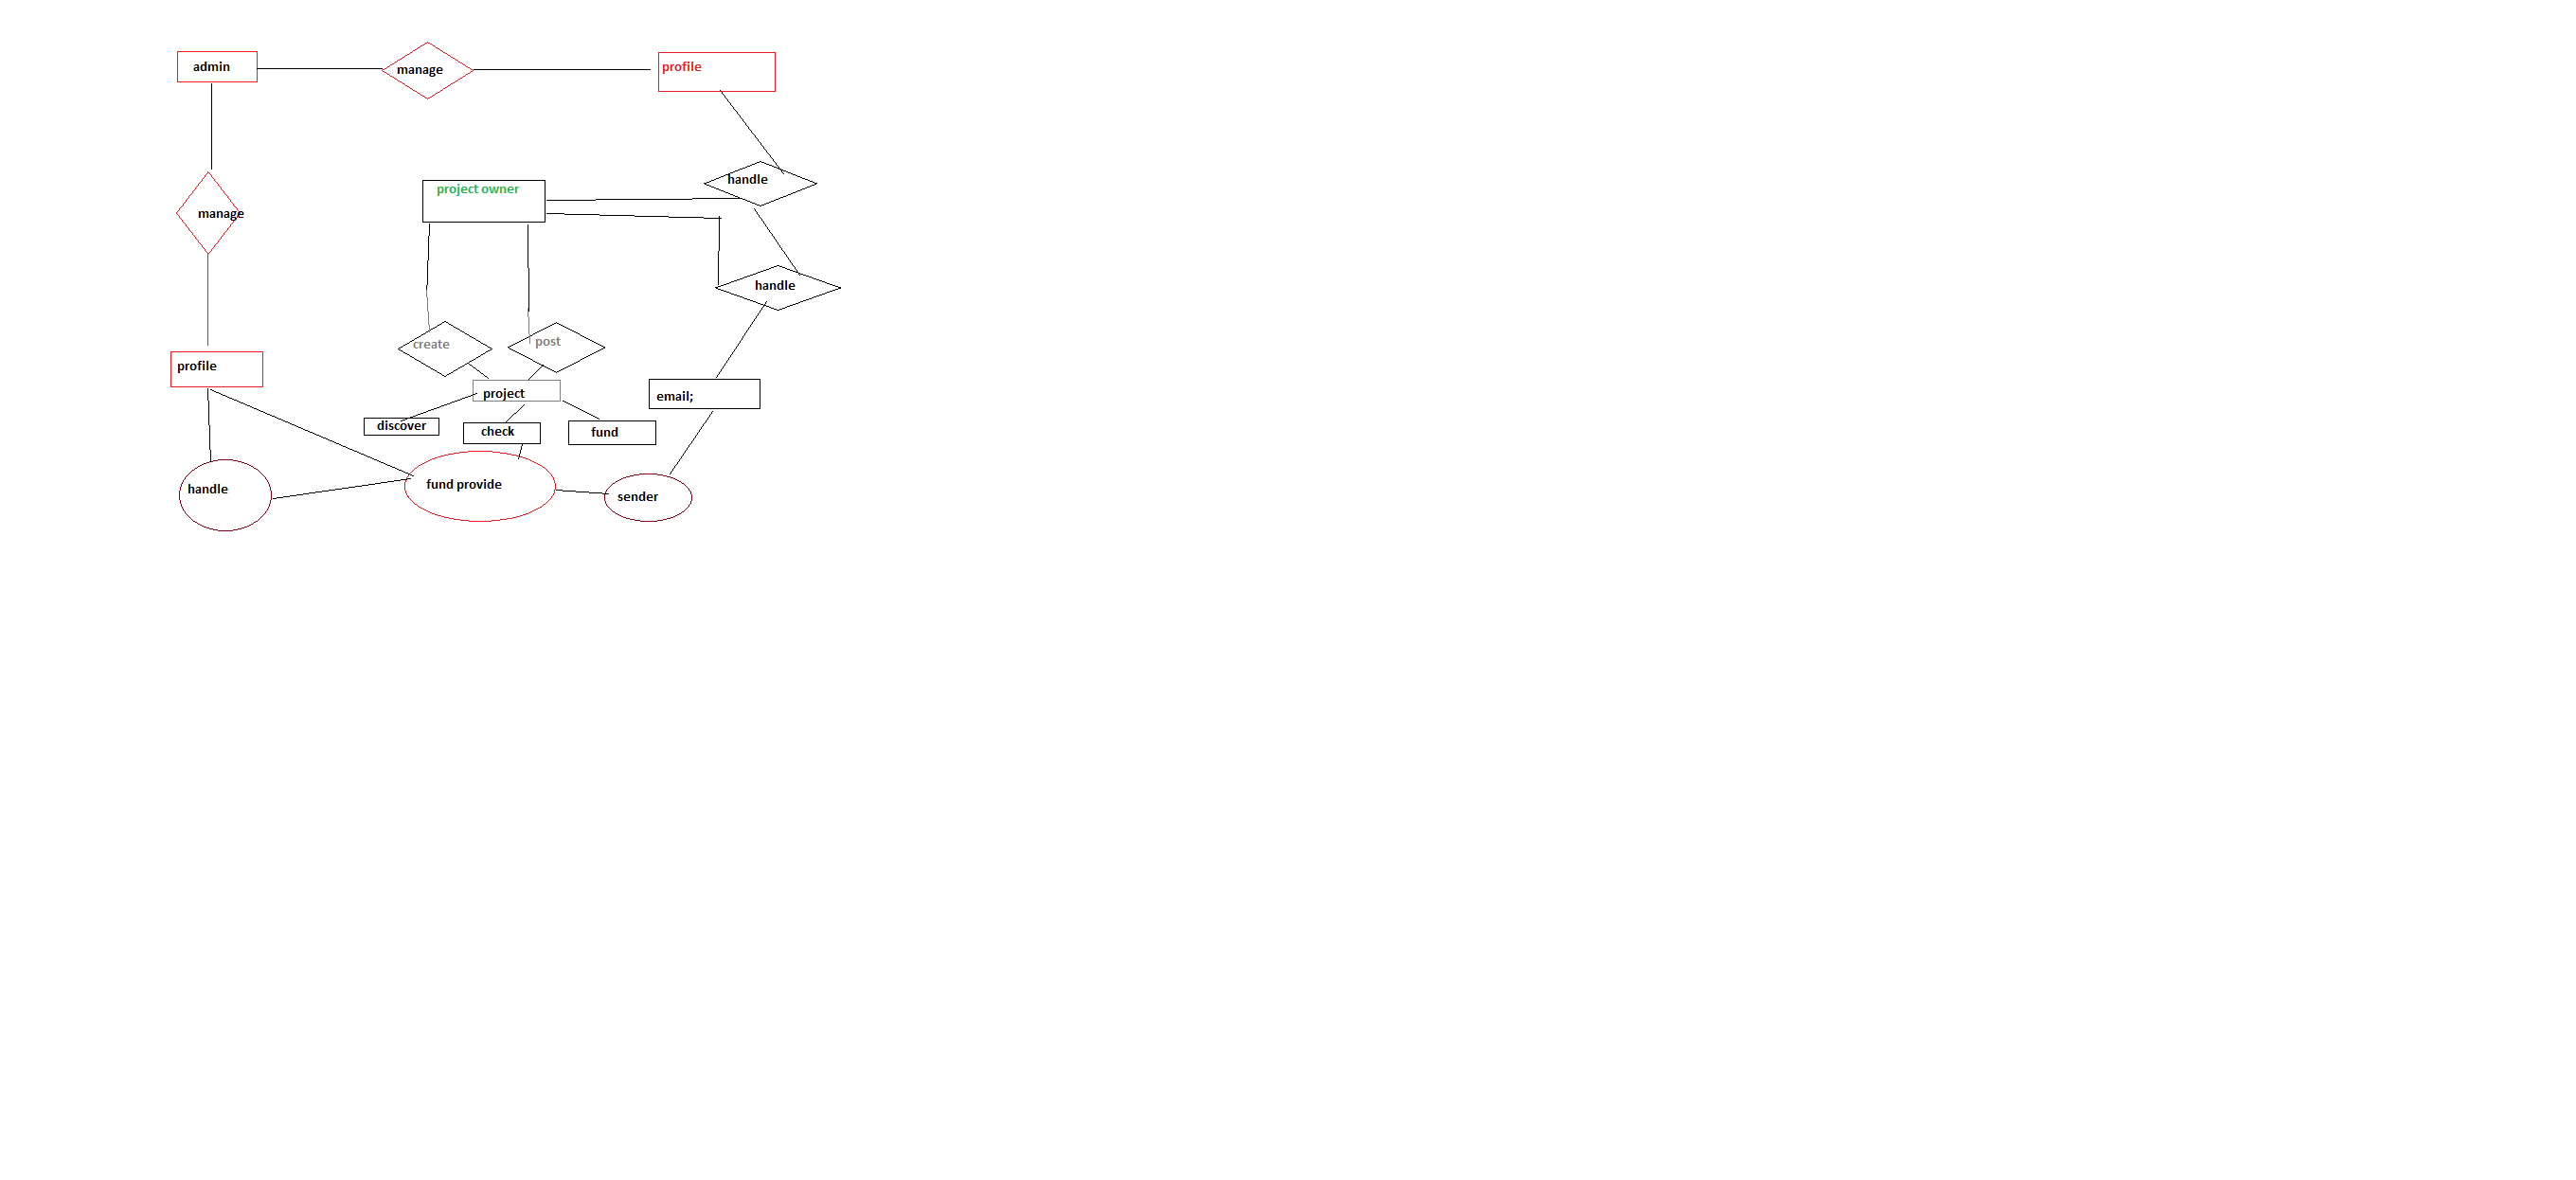 admin
manage
profile
project owner
handle
manage
handle
create
post
profile
project
email;
discover
check
fund
handle
fund provide
sender